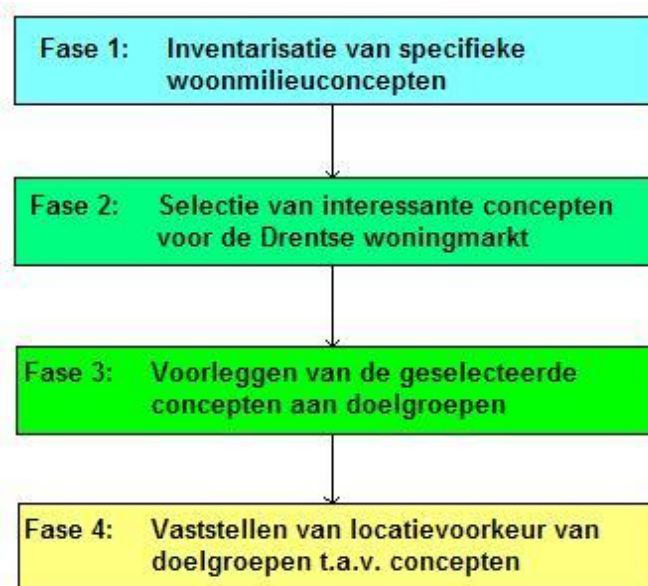 Fase 1: Inventarisatie van specifieke
woonmilieuconcepten
Fase 2: Selectie van interessante concepten
voor de Drentse woningmarkt
Fase 3: Voorleggen van de geselecteerde
concepten aan doelgroepen
Fase 4: Vaststellen van locatievoorkeur van
doelgroepen t.a.v. concepten